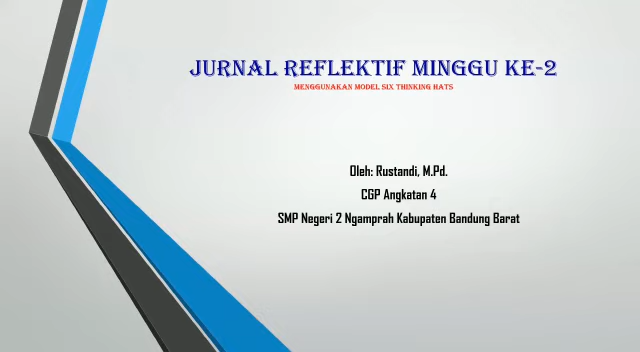 JURNAL REFLEKTIF MINGGU KE-2
MENGGUNAKAN MODEL SIX THINKING HATS
Oleh: Rustandi, M.Pd.
CGP Angkatan 4
SMP Negeri 2 Ngamprah Kabupaten Bandung Barat